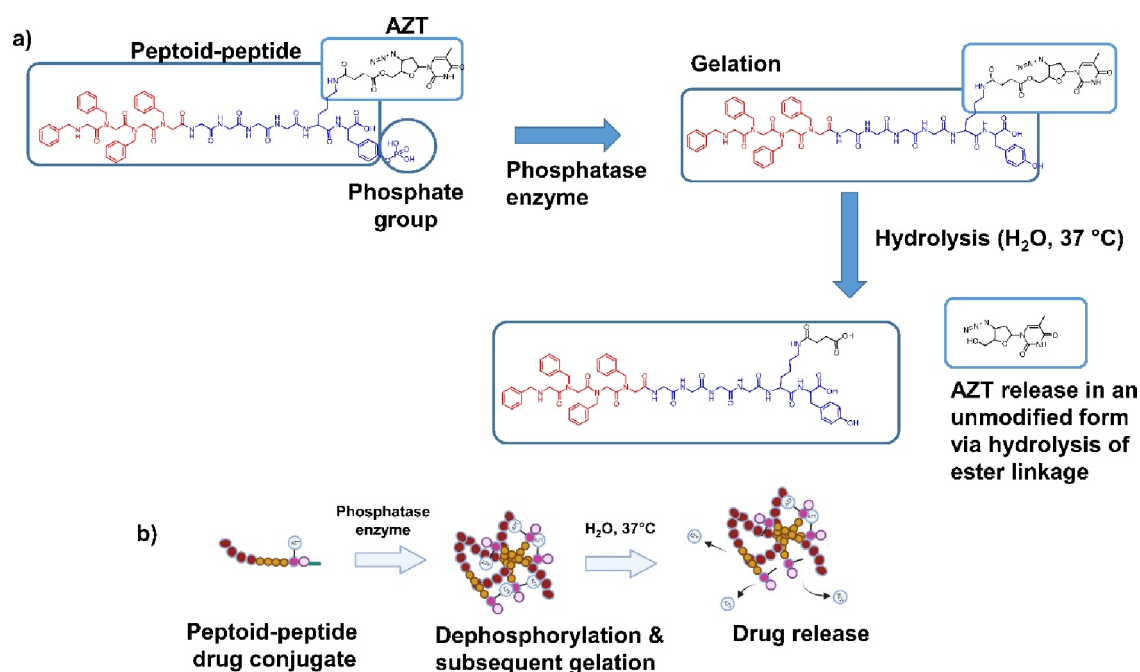 a)
Peptoid-peptide
AZT
Phosphate
group
Phosphatase
enzyme
Gelation
Hydrolysis (H₂O, 37 °C)
AZT release in an
unmodified form
via hydrolysis of
ester linkage
b)
AZT
Peptoid-peptide
drug conjugate
Phosphatase
enzyme
Dephosphorylation &
subsequent gelation
H₂O, 37°C
Drug release